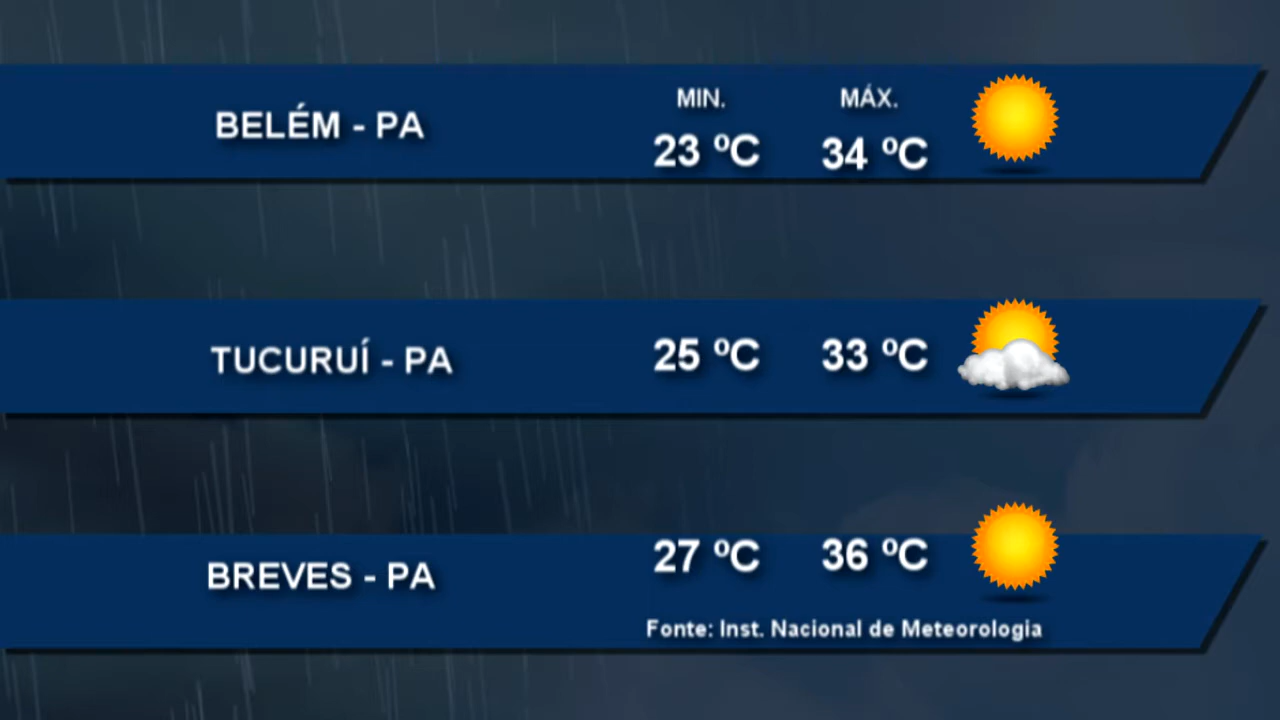 MIN. MÁX.
BELÉM - PA 23 ºC 34 ºC
TUCURUÍ - PA 25 ºC 33 ºC
BREVES - PA 27 ºC 36 ºC
Fonte: Inst. Nacional de Meteorologia